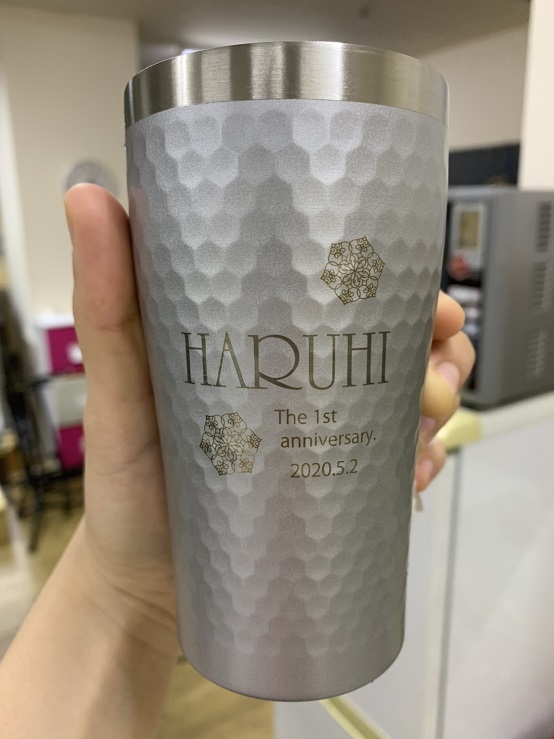 HARUHI
The 1st
anniversary.
2020.5.2